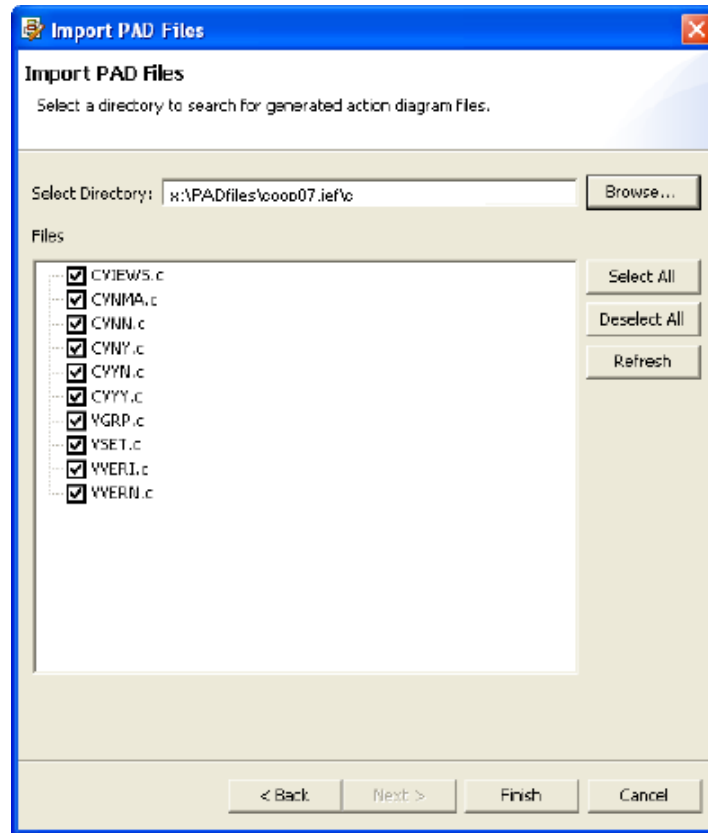 Import PAD Files
Import PAD Files
Select a directory to search for generated action diagram files.
Select Directory: x:\PADfiles\coop07.ief\c Browse...
Files
CVIEWS.c Select All
CVNMA.c
CVNN.c Deselect All
CVNY.c
CVYN.c Refresh
CVYY.c
VGRP.c
VSET.c
VVERI.c
VVERN.c
< Back Next > Finish Cancel